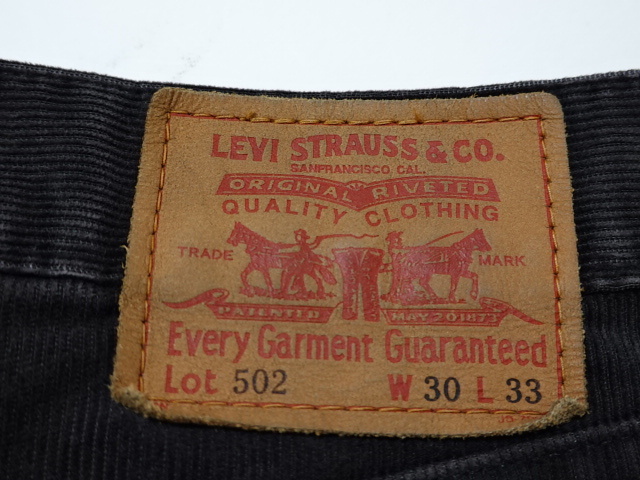 LEVI STRAUSS & CO.
SANFRANCISCO CAL.
ORIGINAL RIVETED
QUALITY CLOTHING
TRADE MARK
PATENTED MAY 20 1873
Every Garment Guaranteed
Lot 502 W 30 L 33